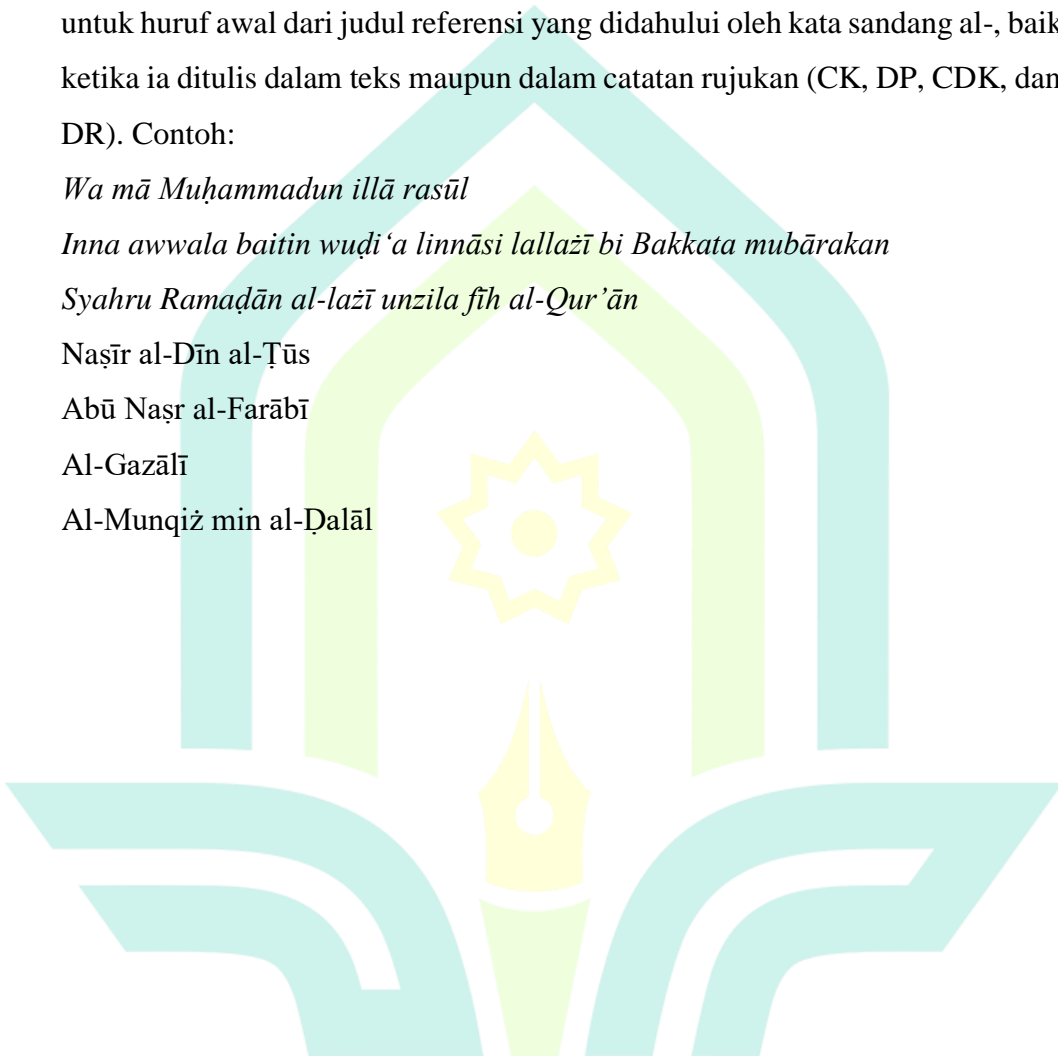 untuk huruf awal dari judul referensi yang didahului oleh kata sandang al-, baik
ketika ia ditulis dalam teks maupun dalam catatan rujukan (CK, DP, CDK, dan
DR). Contoh:
Wa mā Muḥammadun illā rasūl
Inna awwala baitin wuḍi‘a linnāsi lallażī bi Bakkata mubārakan
Syahru Ramaḍān al-lażī unzila fīh al-Qur’ān
Naṣīr al-Dīn al-Ṭūs
Abū Naṣr al-Farābī
Al-Gazālī
Al-Munqiż min al-Ḍalāl